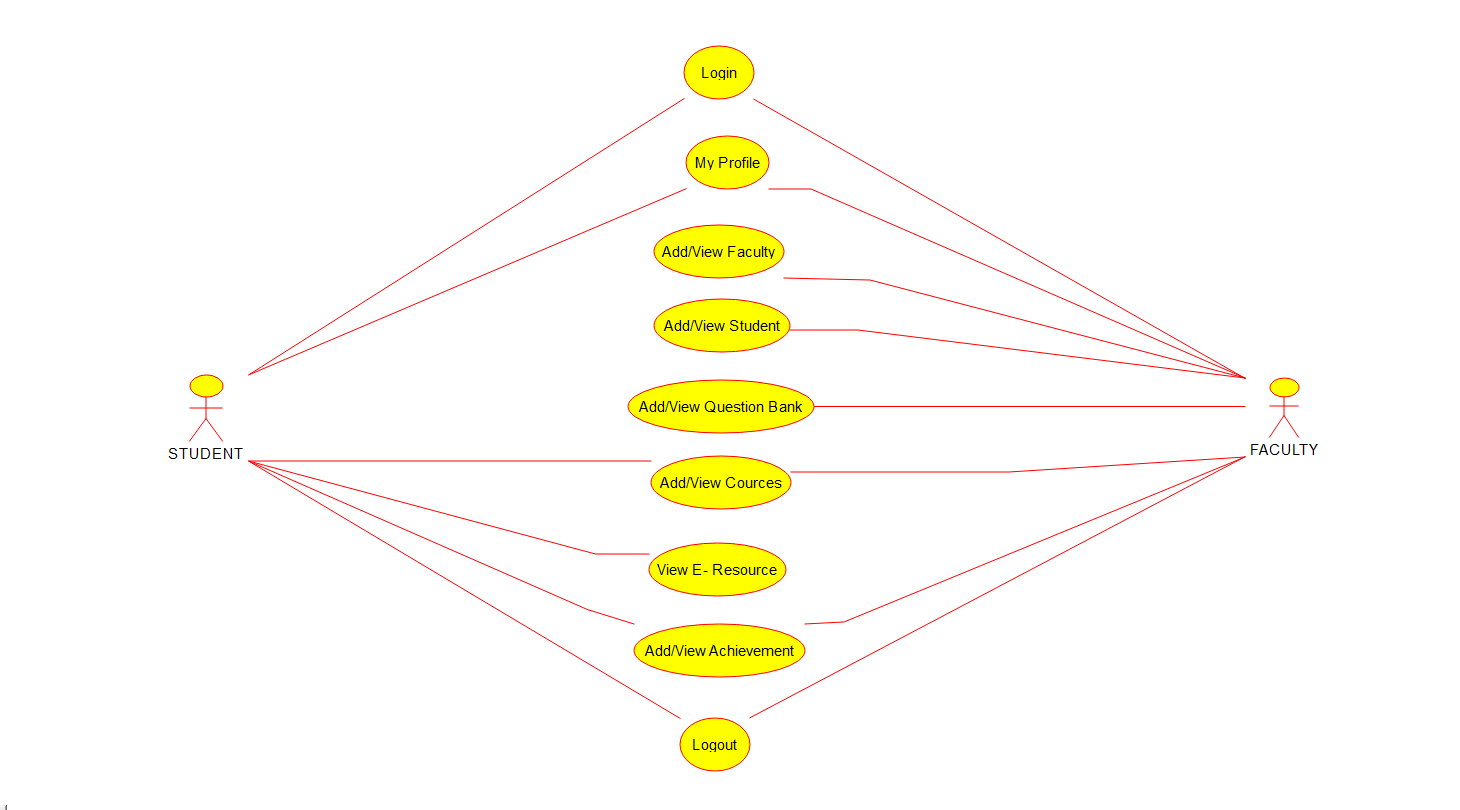 Login
My Profile
Add/View Faculty
Add/View Student
Add/View Question Bank
STUDENT
FACULTY
Add/View Cources
View E- Resource
Add/View Achievement
Logout